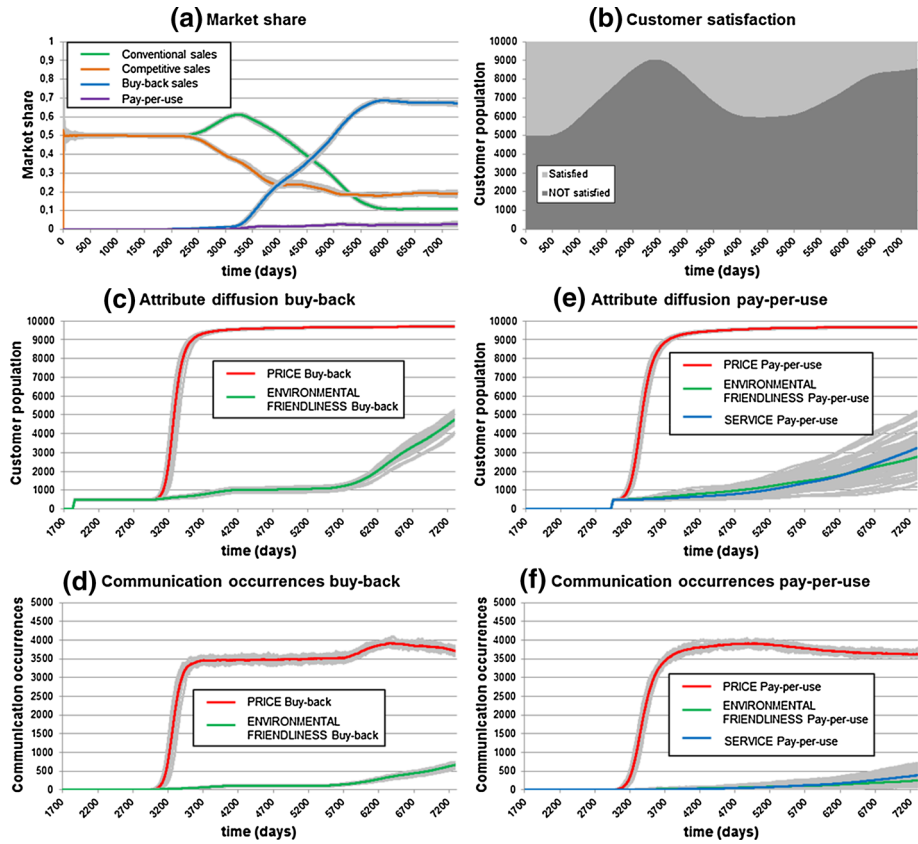 (a) Market share
Market share
1
0,9
0,8
0,7
0,6
0,5
0,4
0,3
0,2
0,1
0
Conventional sales
Competitive sales
Buy-back sales
Pay-per-use
0 500 1000 1500 2000 2500 3000 3500 4000 4500 5000 5500 6000 6500 7000
time (days)
(b) Customer satisfaction
Customer population
10000
9000
8000
7000
6000
5000
4000
3000
2000
1000
0
Satisfied
NOT satisfied
0 500 1000 1500 2000 2500 3000 3500 4000 4500 5000 5500 6000 6500 7000
time (days)
(c) Attribute diffusion buy-back
Customer population
10000
9000
8000
7000
6000
5000
4000
3000
2000
1000
0
PRICE Buy-back
ENVIRONMENTAL
FRIENDLINESS Buy-back
1700 2200 2700 3200 3700 4200 4700 5200 5700 6200 6700 7200
time (days)
(e) Attribute diffusion pay-per-use
Customer population
10000
9000
8000
7000
6000
5000
4000
3000
2000
1000
0
PRICE Pay-per-use
ENVIRONMENTAL
FRIENDLINESS Pay-per-use
SERVICE Pay-per-use
1700 2200 2700 3200 3700 4200 4700 5200 5700 6200 6700 7200
time (days)
(d) Communication occurrences buy-back
Communication occurrences
5000
4500
4000
3500
3000
2500
2000
1500
1000
500
0
PRICE Buy-back
ENVIRONMENTAL
FRIENDLINESS Buy-back
1700 2200 2700 3200 3700 4200 4700 5200 5700 6200 6700 7200
time (days)
(f) Communication occurrences pay-per-use
Communication occurrences
5000
4500
4000
3500
3000
2500
2000
1500
1000
500
0
PRICE Pay-per-use
ENVIRONMENTAL
FRIENDLINESS Pay-per-use
SERVICE Pay-per-use
1700 2200 2700 3200 3700 4200 4700 5200 5700 6200 6700 7200
time (days)